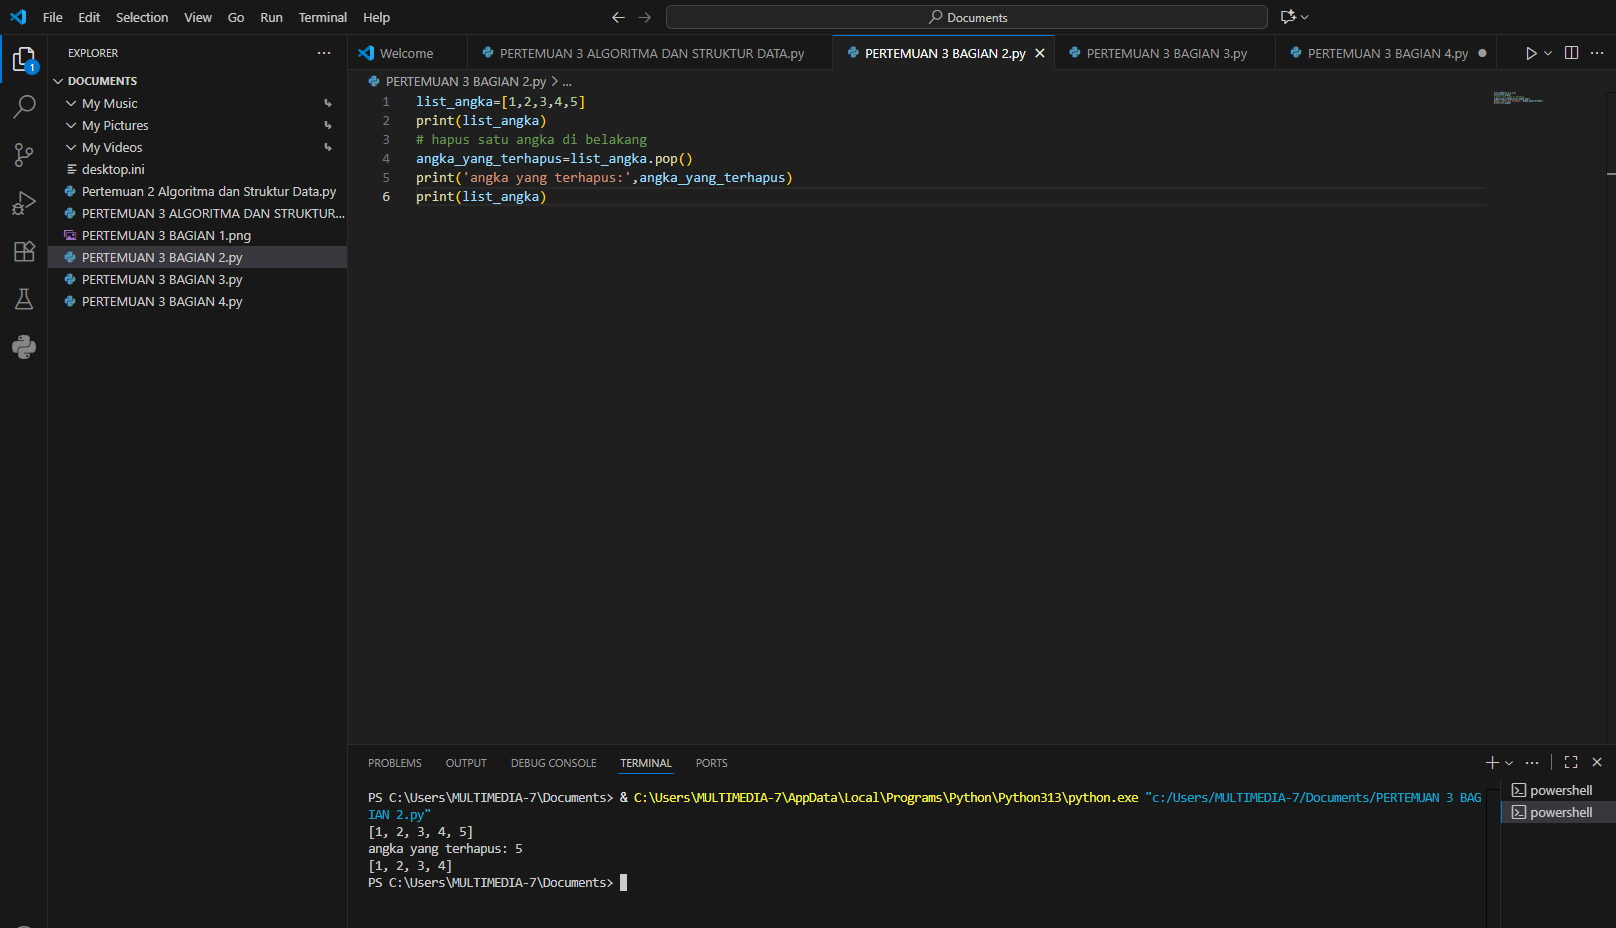 File Edit Selection View Go Run Terminal Help
Documents
EXPLORER
DOCUMENTS
My Music
My Pictures
My Videos
desktop.ini
Pertemuan 2 Algoritma dan Struktur Data.py
PERTEMUAN 3 ALGORITMA DAN STRUKTUR...
PERTEMUAN 3 BAGIAN 1.png
PERTEMUAN 3 BAGIAN 2.py
PERTEMUAN 3 BAGIAN 3.py
PERTEMUAN 3 BAGIAN 4.py
1
Welcome
PERTEMUAN 3 ALGORITMA DAN STRUKTUR DATA.py
PERTEMUAN 3 BAGIAN 2.py
PERTEMUAN 3 BAGIAN 3.py
PERTEMUAN 3 BAGIAN 4.py
PERTEMUAN 3 BAGIAN 2.py > ...
1 list_angka=[1,2,3,4,5]
2 print(list_angka)
3 # hapus satu angka di belakang
4 angka_yang_terhapus=list_angka.pop()
5 print('angka yang terhapus:',angka_yang_terhapus)
6 print(list_angka)
PROBLEMS OUTPUT DEBUG CONSOLE TERMINAL PORTS
PS C:\Users\MULTIMEDIA-7\Documents> & C:\Users\MULTIMEDIA-7\AppData\Local\Programs\Python\Python313\python.exe "c:/Users/MULTIMEDIA-7/Documents/PERTEMUAN 3 BAG
IAN 2.py"
[1, 2, 3, 4, 5]
angka yang terhapus: 5
[1, 2, 3, 4]
PS C:\Users\MULTIMEDIA-7\Documents>
powershell
powershell